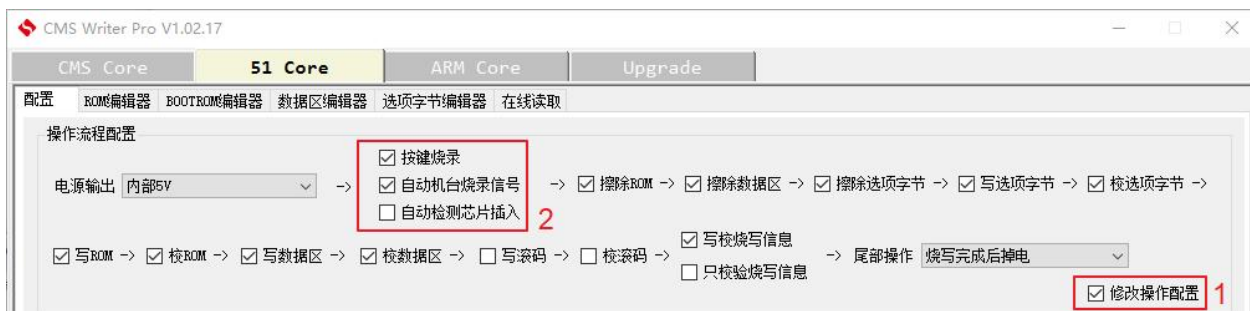 CMS Writer Pro V1.02.17
CMS Core 51 Core ARM Core Upgrade
配置 ROM编辑器 BOOTROM编辑器 数据区编辑器 选项字节编辑器 在线读取
操作流程配置
按键烧录
电源输出 内部5V -> 自动机台烧录信号 -> 擦除ROM -> 擦除数据区 -> 擦除选项字节 -> 写选项字节 -> 校选项字节 ->
自动检测芯片插入 2
写校烧写信息
写ROM -> 校ROM -> 写数据区 -> 校数据区 -> 写滚码 -> 校滚码 -> -> 尾部操作 烧写完成后掉电
只校验烧写信息
修改操作配置 1